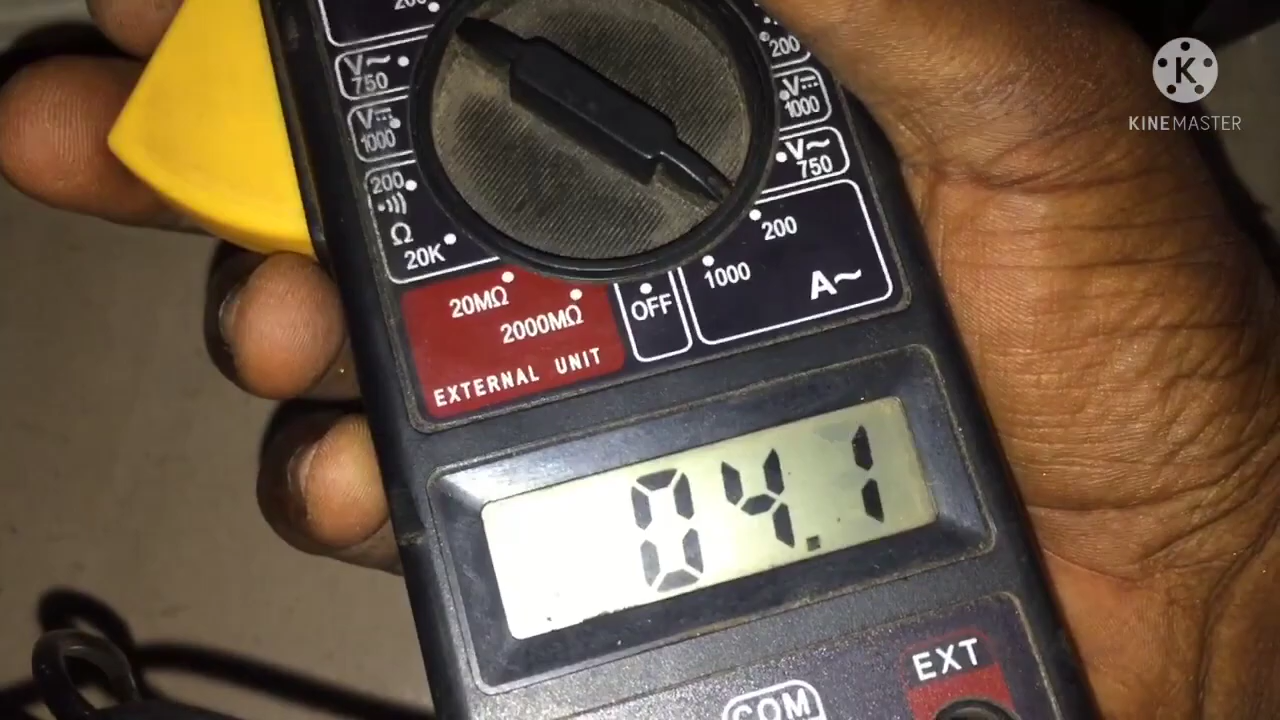 200
V~
750
V⎓
1000
200
Ω
20K
20MΩ
2000MΩ
EXTERNAL UNIT
OFF
200
V⎓
1000
V~
750
200
1000
A~
04.1
EXT
COM
K
KINEMASTER